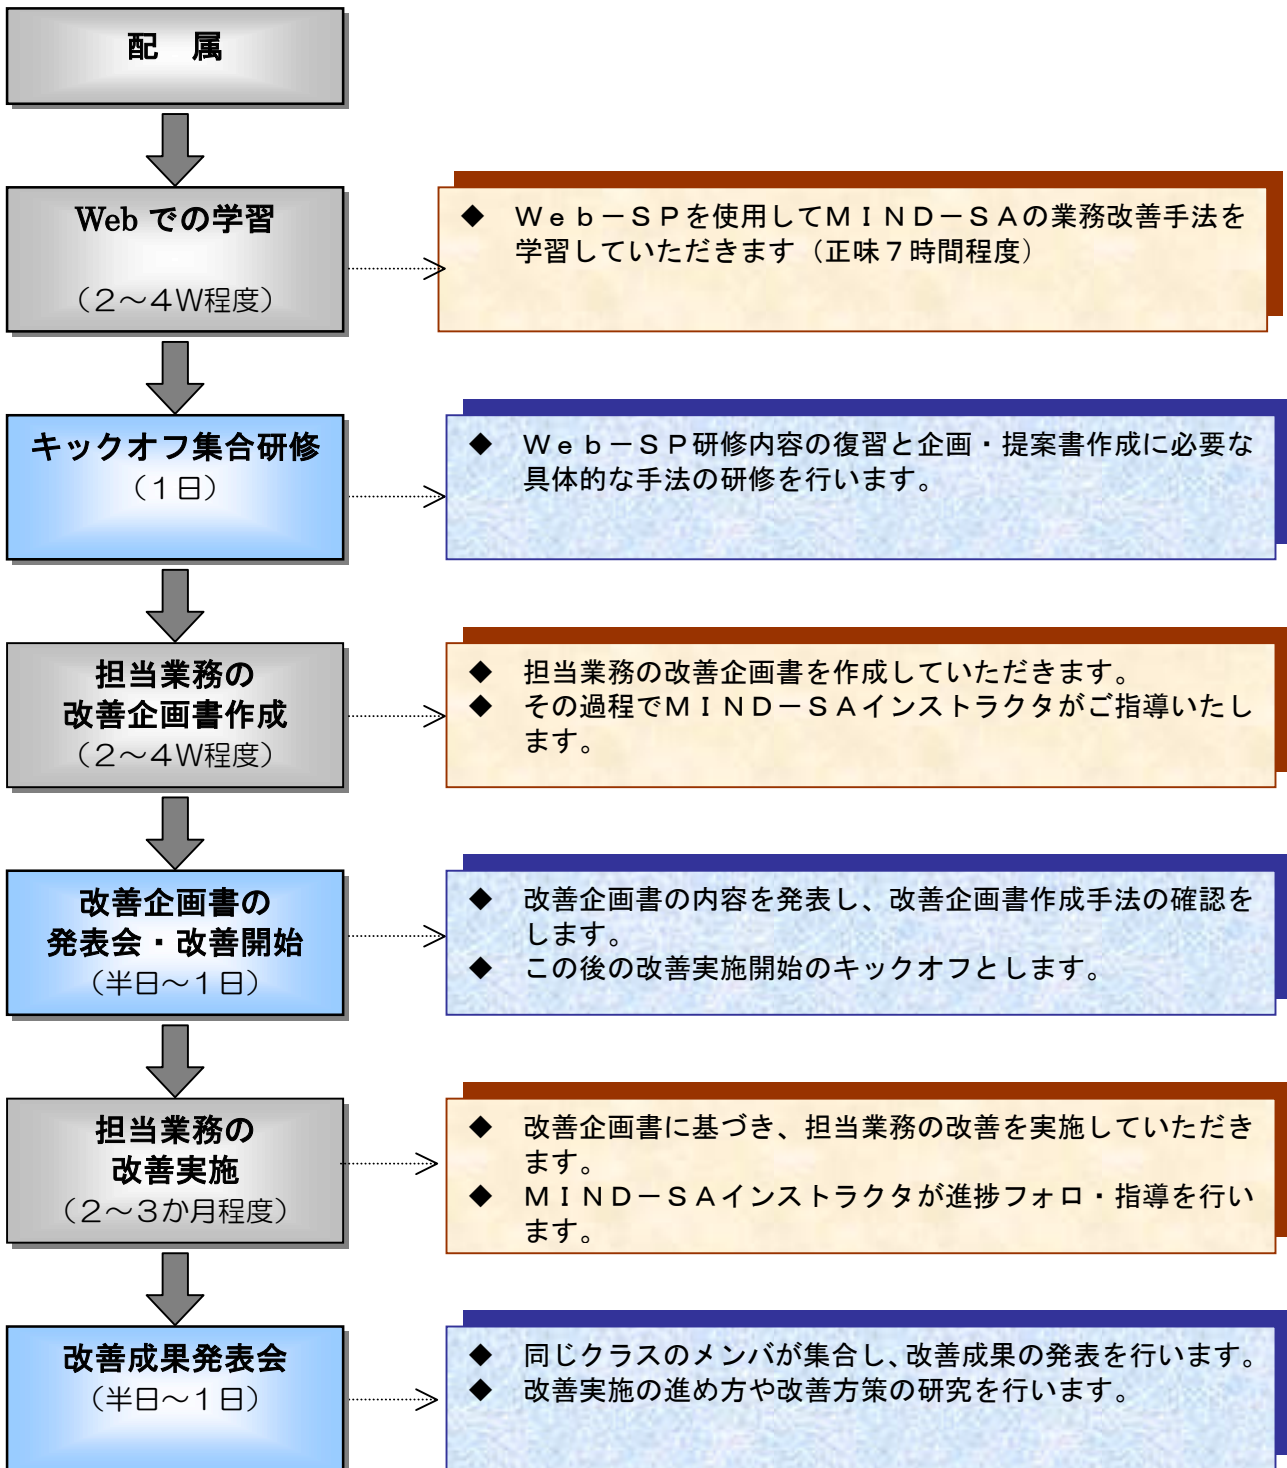 配　属
Web での学習
（２～４W程度）
◆　Ｗｅｂ－ＳＰを使用してＭＩＮＤ－ＳＡの業務改善手法を
学習していただきます（正味７時間程度）
キックオフ集合研修
（１日）
◆　Ｗｅｂ－ＳＰ研修内容の復習と企画・提案書作成に必要な
具体的な手法の研修を行います。
担当業務の
改善企画書作成
（２～４W程度）
◆　担当業務の改善企画書を作成していただきます。
◆　その過程でＭＩＮＤ－ＳＡインストラクタがご指導いたし
ます。
改善企画書の
発表会・改善開始
（半日～１日）
◆　改善企画書の内容を発表し、改善企画書作成手法の確認を
します。
◆　この後の改善実施開始のキックオフとします。
担当業務の
改善実施
（２～３か月程度）
◆　改善企画書に基づき、担当業務の改善を実施していただき
ます。
◆　ＭＩＮＤ－ＳＡインストラクタが進捗フォロ・指導を行い
ます。
改善成果発表会
（半日～１日）
◆　同じクラスのメンバが集合し、改善成果の発表を行います。
◆　改善実施の進め方や改善方策の研究を行います。